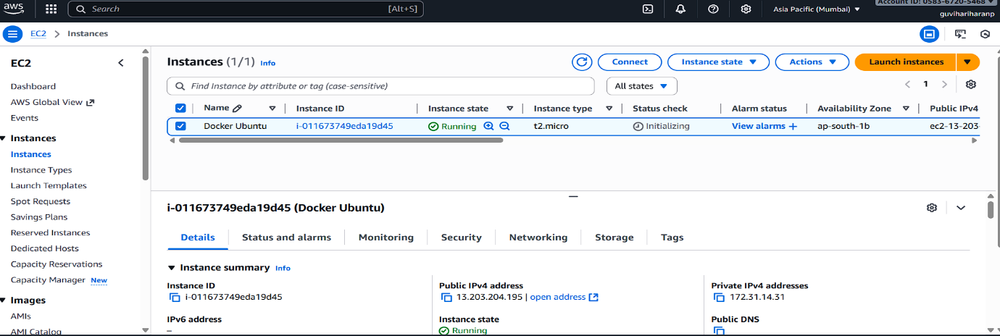 aws
Search [Alt+S] Asia Pacific (Mumbai) Account ID: 0583-6720-5468
guvihariharanp
EC2 > Instances
EC2
Dashboard
AWS Global View
Events
Instances
Instances
Instance Types
Launch Templates
Spot Requests
Savings Plans
Reserved Instances
Dedicated Hosts
Capacity Reservations
Capacity Manager New
Images
AMIs
AMI Catalog
Instances (1/1) Info Connect Instance state Actions Launch instances
Find Instance by attribute or tag (case-sensitive) All states 1
Name Instance ID Instance state Instance type Status check Alarm status Availability Zone Public IPv4
Docker Ubuntu i-011673749eda19d45 Running t2.micro Initializing View alarms + ap-south-1b ec2-13-203-
i-011673749eda19d45 (Docker Ubuntu)
Details Status and alarms Monitoring Security Networking Storage Tags
Instance summary Info
Instance ID Public IPv4 address Private IPv4 addresses
i-011673749eda19d45 13.203.204.195 | open address 172.31.14.31
IPv6 address Instance state Public DNS
– Running